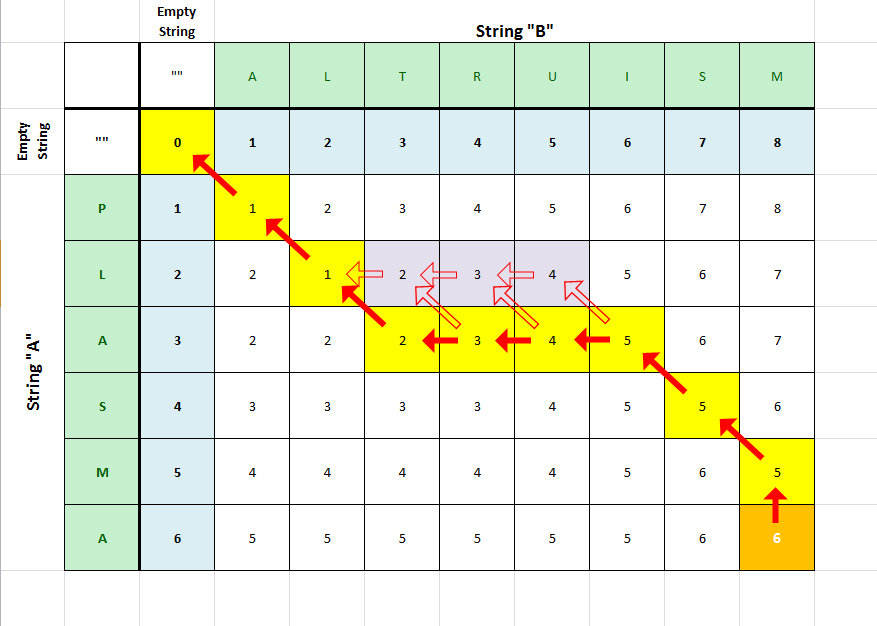 Empty
String
String "B"
"" A L T R U I S M
Empty
String
"" 0 1 2 3 4 5 6 7 8
String "A"
P 1 1 2 3 4 5 6 7 8
L 2 2 1 2 3 4 5 6 7
A 3 2 2 2 3 4 5 6 7
S 4 3 3 3 3 4 5 5 6
M 5 4 4 4 4 4 5 6 5
A 6 5 5 5 5 5 5 6 6